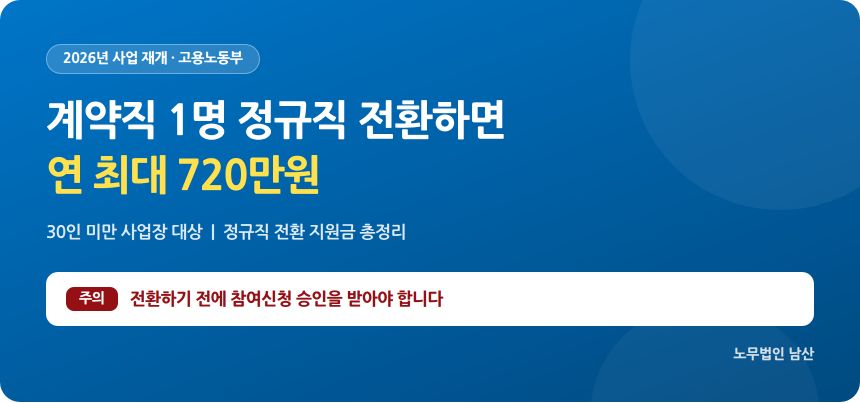 2026년 사업 재개 · 고용노동부
계약직 1명 정규직 전환하면
연 최대 720만원
30인 미만 사업장 대상 | 정규직 전환 지원금 총정리
주의 전환하기 전에 참여신청 승인을 받아야 합니다
노무법인 남산